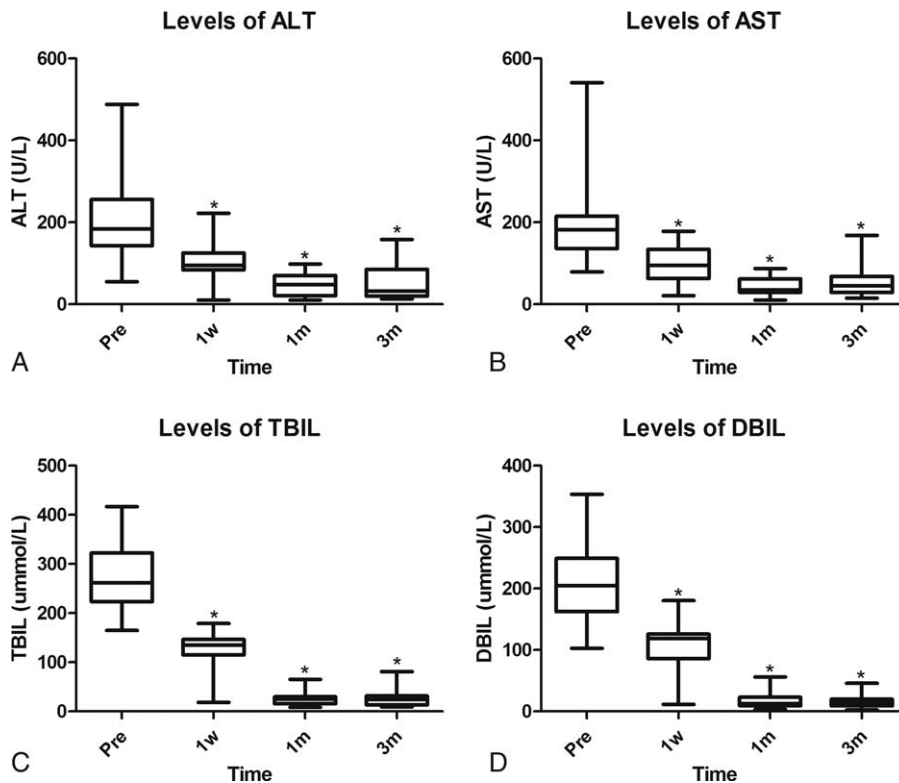 Levels of ALT
600
400
200
0
ALT (U/L)
*
*
*
Pre
1w
1m
3m
Time
A
Levels of AST
600
400
200
0
AST (U/L)
*
*
*
Pre
1w
1m
3m
Time
B
Levels of TBIL
500
400
300
200
100
0
TBIL (ummol/L)
*
*
*
Pre
1w
1m
3m
Time
C
Levels of DBIL
400
300
200
100
0
DBIL (ummol/L)
*
*
*
Pre
1w
1m
3m
Time
D